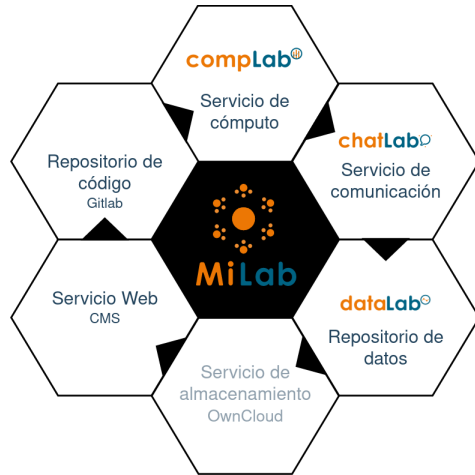 compLab
Servicio de
cómputo
chatLab
Servicio de
comunicación
Repositorio de
código
Gitlab
MiLab
dataLab
Repositorio de
datos
Servicio Web
CMS
Servicio de
almacenamiento
OwnCloud